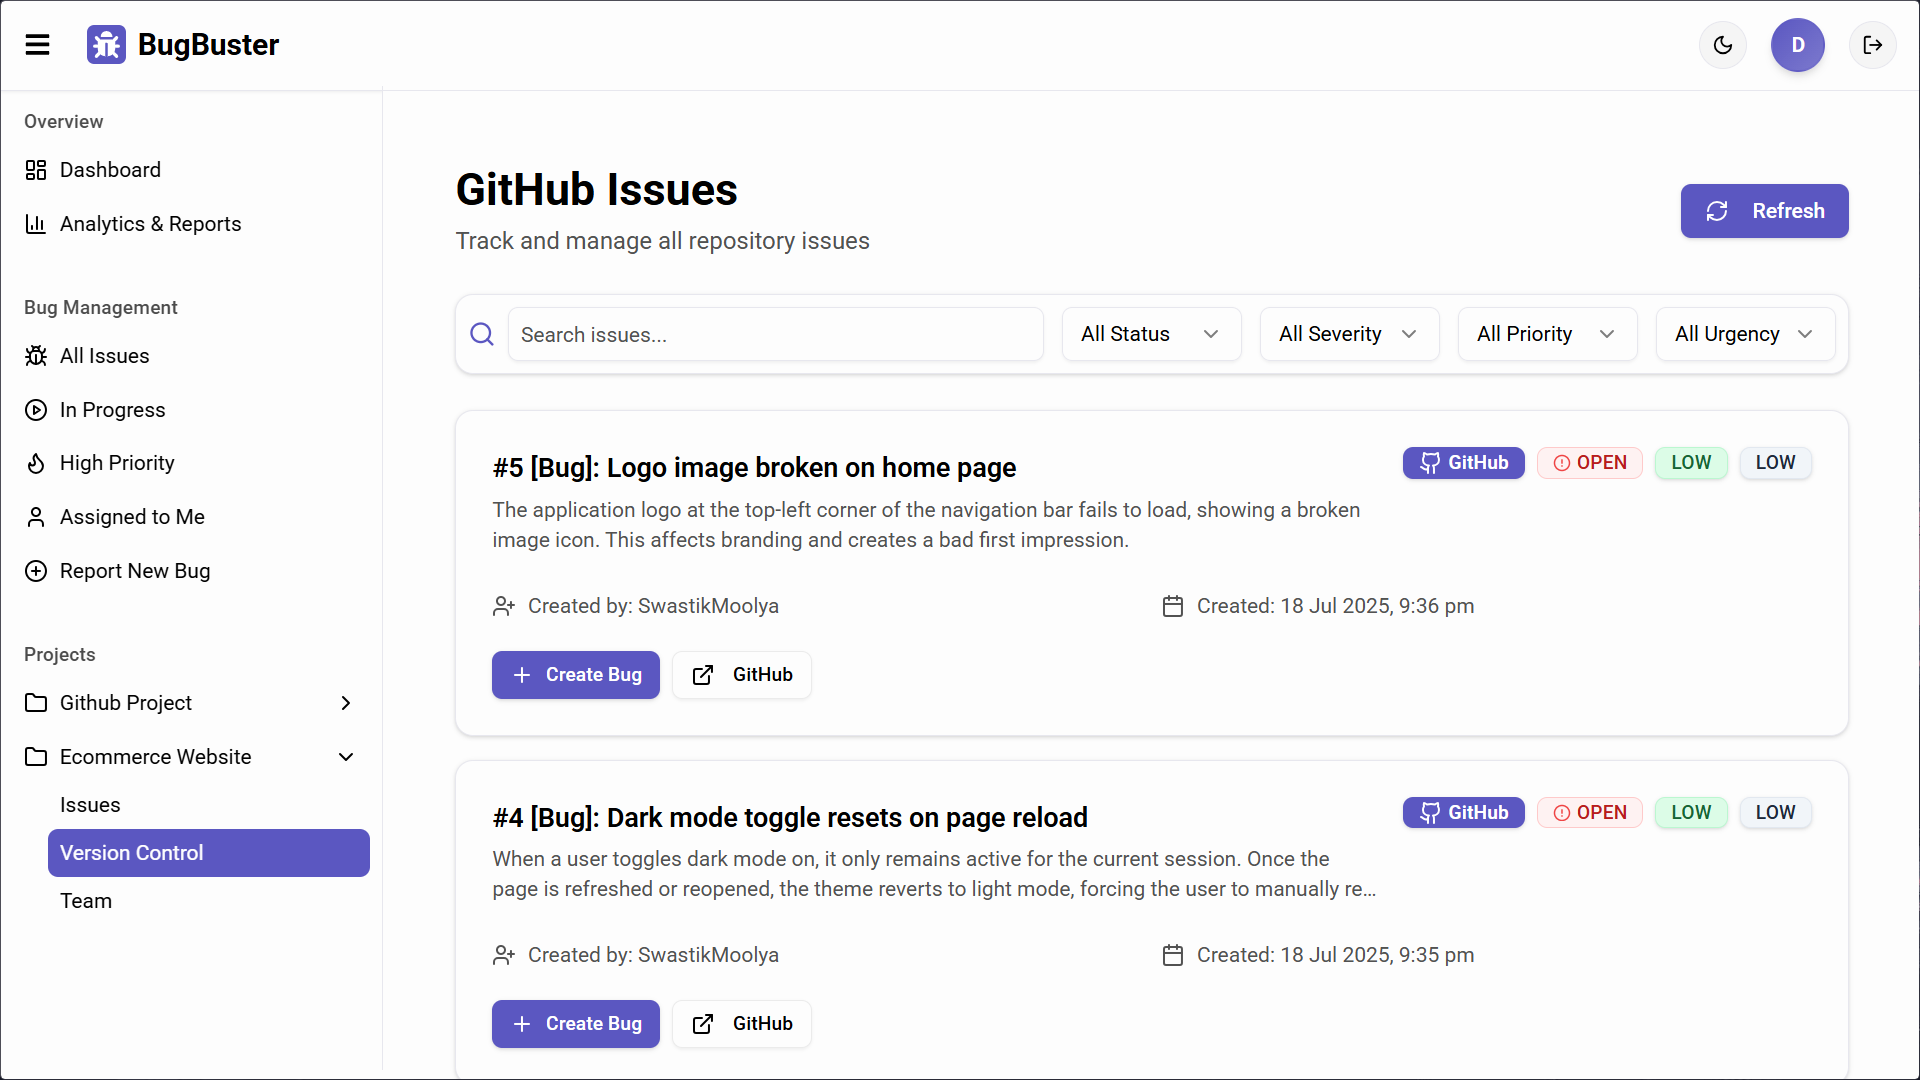 BugBuster
D
Overview
Dashboard
Analytics & Reports
Bug Management
All Issues
In Progress
High Priority
Assigned to Me
Report New Bug
Projects
Github Project
Ecommerce Website
Issues
Version Control
Team
GitHub Issues
Track and manage all repository issues
Refresh
Search issues...
All Status
All Severity
All Priority
All Urgency
#5 [Bug]: Logo image broken on home page
GitHub
OPEN
LOW
LOW
The application logo at the top-left corner of the navigation bar fails to load, showing a broken
image icon. This affects branding and creates a bad first impression.
Created by: SwastikMoolya
Created: 18 Jul 2025, 9:36 pm
Create Bug
GitHub
#4 [Bug]: Dark mode toggle resets on page reload
GitHub
OPEN
LOW
LOW
When a user toggles dark mode on, it only remains active for the current session. Once the
page is refreshed or reopened, the theme reverts to light mode, forcing the user to manually re...
Created by: SwastikMoolya
Created: 18 Jul 2025, 9:35 pm
Create Bug
GitHub